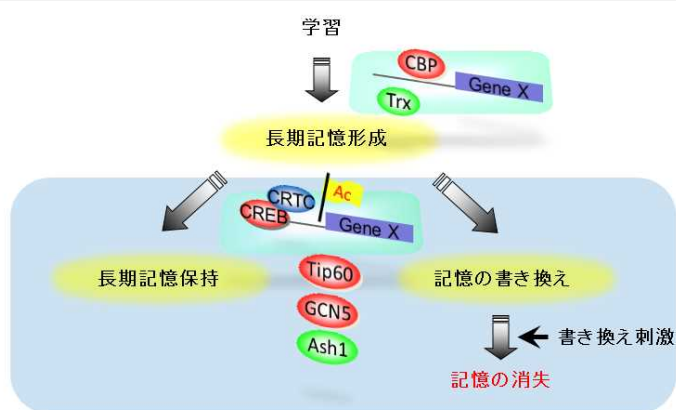 学習
CBP
Gene X
Trx
長期記憶形成
CRTC
Ac
CREB
Gene X
長期記憶保持
Tip60
記憶の書き換え
GCN5
書き換え刺激
Ash1
記憶の消失